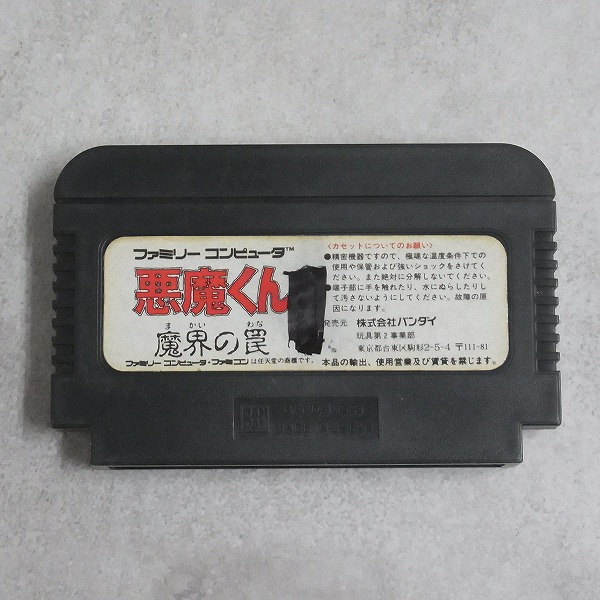 ファミリー コンピュータ™
悪魔くん
まかい わな
魔界の罠
ファミリー コンピュータ・ファミコンは任天堂の商標です。
〈カセットについてのお願い〉
●精密機器ですので、極端な温度条件下での
使用や保管および強いショックをさけてく
ださい。また絶対に分解しないでください。
●端子部に手を触れたり、水にぬらしたりし
て汚さないようにしてください。故障の原
因になります。
発売元 株式会社バンダイ
玩具第2事業部
東京都台東区駒形2-5-4 〒111-81
本品の輸出、使用営業及び賃貸を禁じます。
BANDAI
MADE IN JAPAN